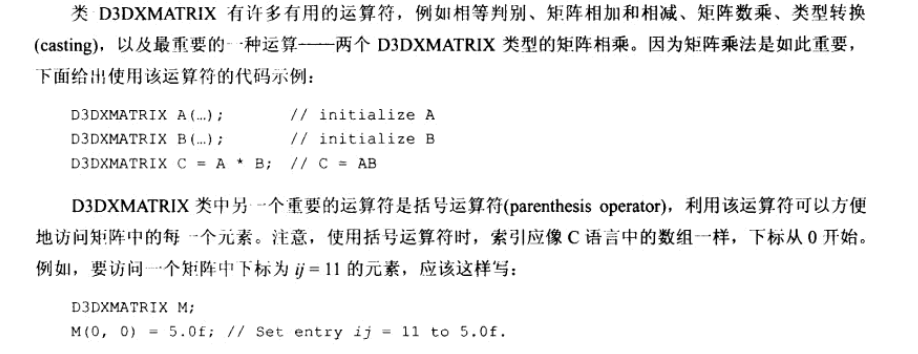 类 D3DXMATRIX 有许多有用的运算符，例如相等判别、矩阵相加和相减、矩阵数乘、类型转换
(casting)，以及最重要的一种运算——两个 D3DXMATRIX 类型的矩阵相乘。因为矩阵乘法是如此重要，
下面给出使用该运算符的代码示例：
D3DXMATRIX A(…); // initialize A
D3DXMATRIX B(…); // initialize B
D3DXMATRIX C = A * B; // C = AB
D3DXMATRIX 类中另一个重要的运算符是括号运算符(parenthesis operator)，利用该运算符可以方便
地访问矩阵中的每一个元素。注意，使用括号运算符时，索引应像 C 语言中的数组一样，下标从 0 开始。
例如，要访问一个矩阵中下标为 ij = 11 的元素，应该这样写：
D3DXMATRIX M;
M(0, 0) = 5.0f; // Set entry ij = 11 to 5.0f.